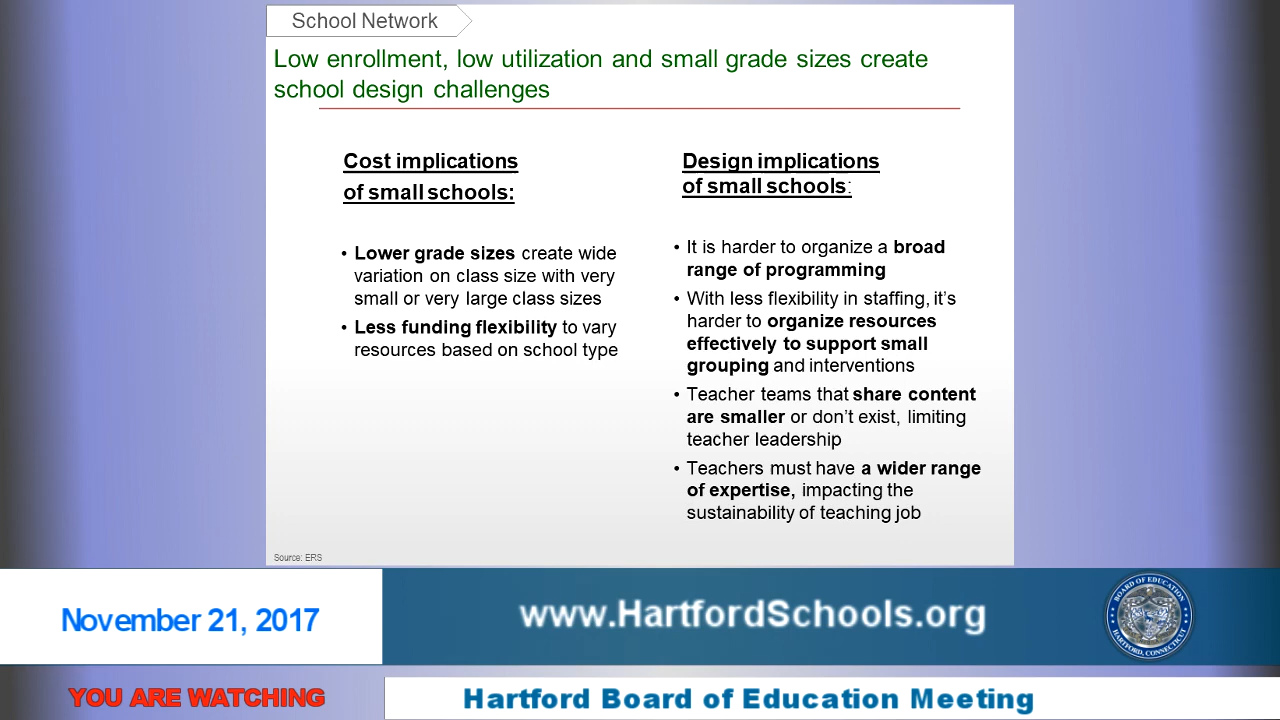 School Network
Low enrollment, low utilization and small grade sizes create
school design challenges
Cost implications
of small schools:
• Lower grade sizes create wide
variation on class size with very
small or very large class sizes
• Less funding flexibility to vary
resources based on school type
Design implications
of small schools:
• It is harder to organize a broad
range of programming
• With less flexibility in staffing, it's
harder to organize resources
effectively to support small
grouping and interventions
• Teacher teams that share content
are smaller or don't exist, limiting
teacher leadership
• Teachers must have a wider range
of expertise, impacting the
sustainability of teaching job
Source: ERS
November 21, 2017
www.HartfordSchools.org
BOARD OF EDUCATION
HARTFORD, CONNECTICUT
YOU ARE WATCHING
Hartford Board of Education Meeting